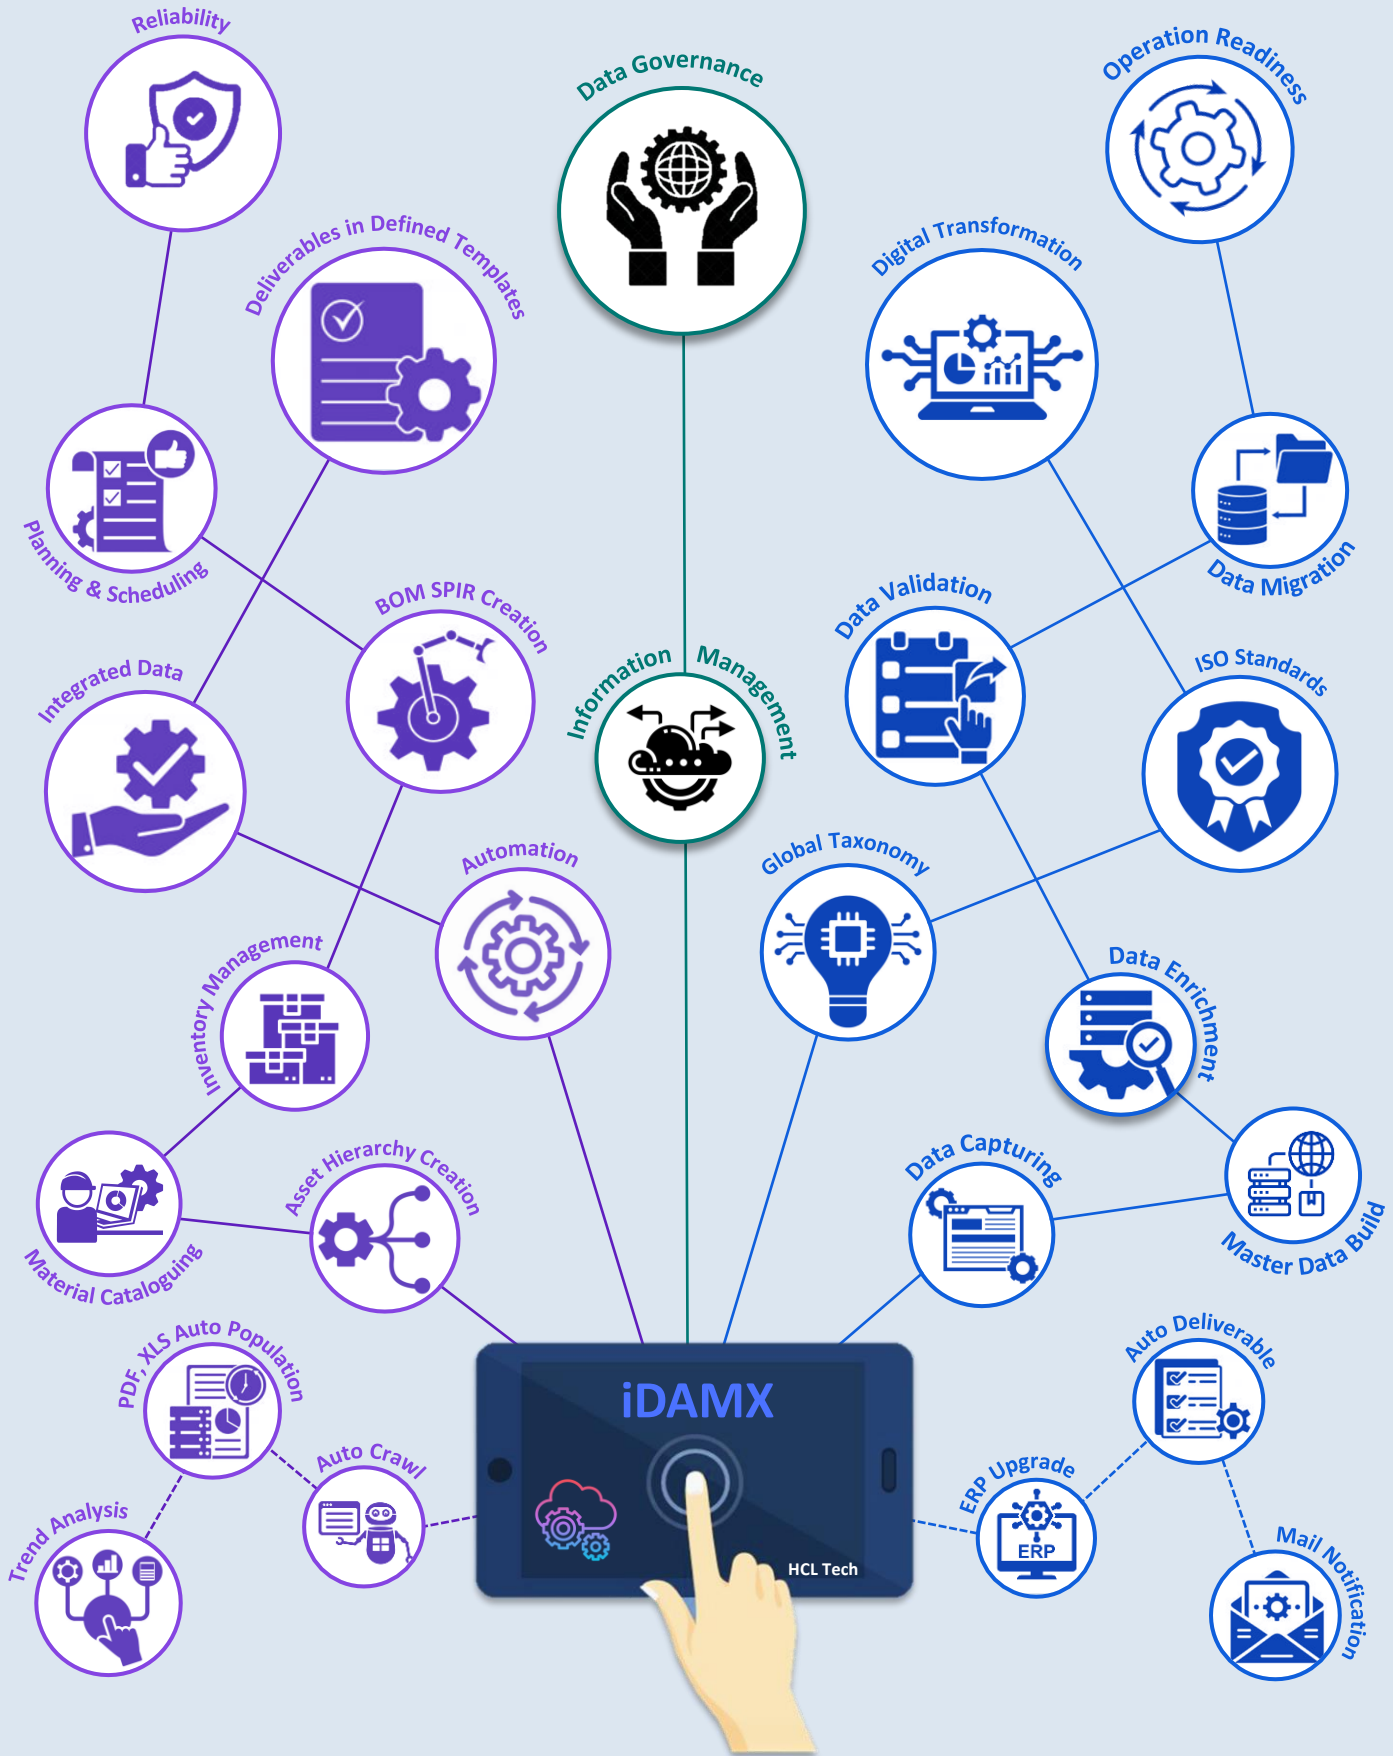 Reliability
Data Governance
Operation Readiness
Deliverables in Defined Templates
Digital Transformation
Planning & Scheduling
Data Migration
BOM SPIR Creation
Data Validation
Integrated Data
Information Management
ISO Standards
Automation
Global Taxonomy
Inventory Management
Data Enrichment
Asset Hierarchy Creation
Data Capturing
Material Cataloguing
Master Data Build
PDF, XLS Auto Population
Auto Deliverable
iDAMX
Auto Crawl
ERP Upgrade
ERP
Trend Analysis
Mail Notification
HCL Tech